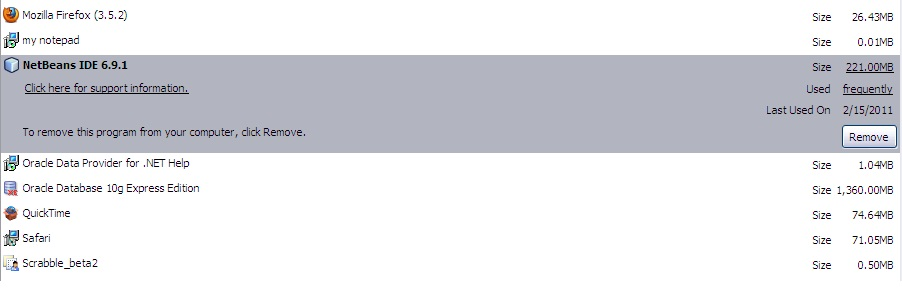 Mozilla Firefox (3.5.2) Size 26.43MB
my notepad Size 0.01MB
NetBeans IDE 6.9.1 Size 221.00MB
Click here for support information. Used frequently
Last Used On 2/15/2011
To remove this program from your computer, click Remove. Remove
Oracle Data Provider for .NET Help Size 1.04MB
Oracle Database 10g Express Edition Size 1,360.00MB
QuickTime Size 74.64MB
Safari Size 71.05MB
Scrabble_beta2 Size 0.50MB